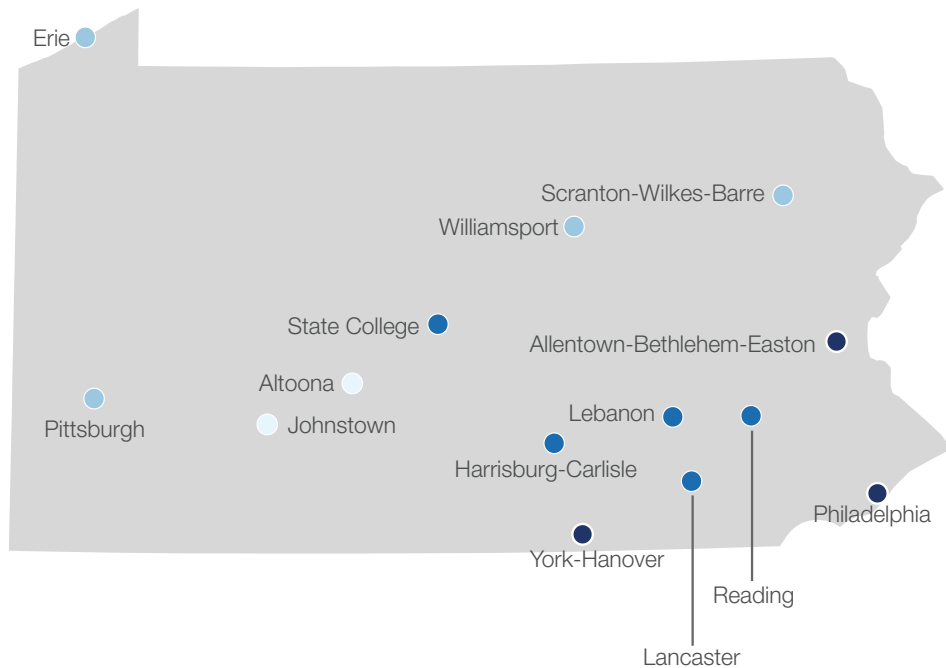 Erie
Scranton-Wilkes-Barre
Williamsport
State College
Allentown-Bethlehem-Easton
Altoona
Lebanon
Johnstown
Pittsburgh
Harrisburg-Carlisle
Philadelphia
York-Hanover
Reading
Lancaster